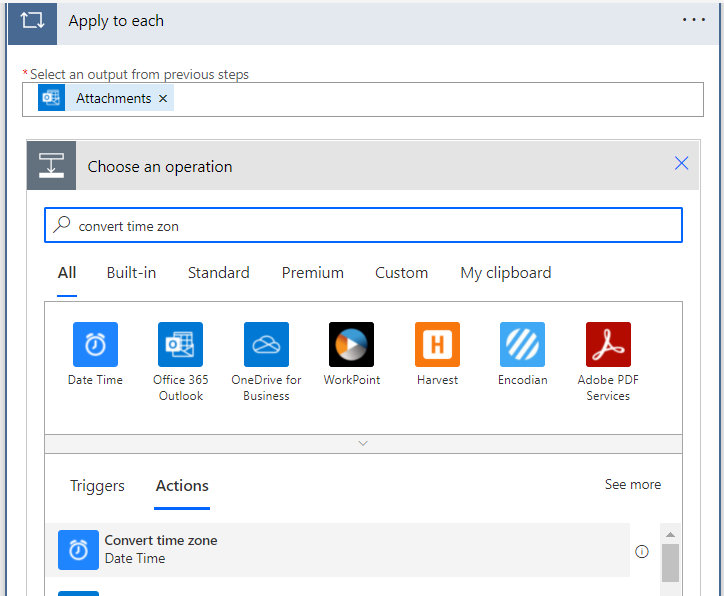 Apply to each
* Select an output from previous steps
Attachments ×
Choose an operation
convert time zon
All Built-in Standard Premium Custom My clipboard
Date Time
Office 365 Outlook
OneDrive for Business
WorkPoint
Harvest
Encodian
Adobe PDF Services
Triggers Actions See more
Convert time zone
Date Time